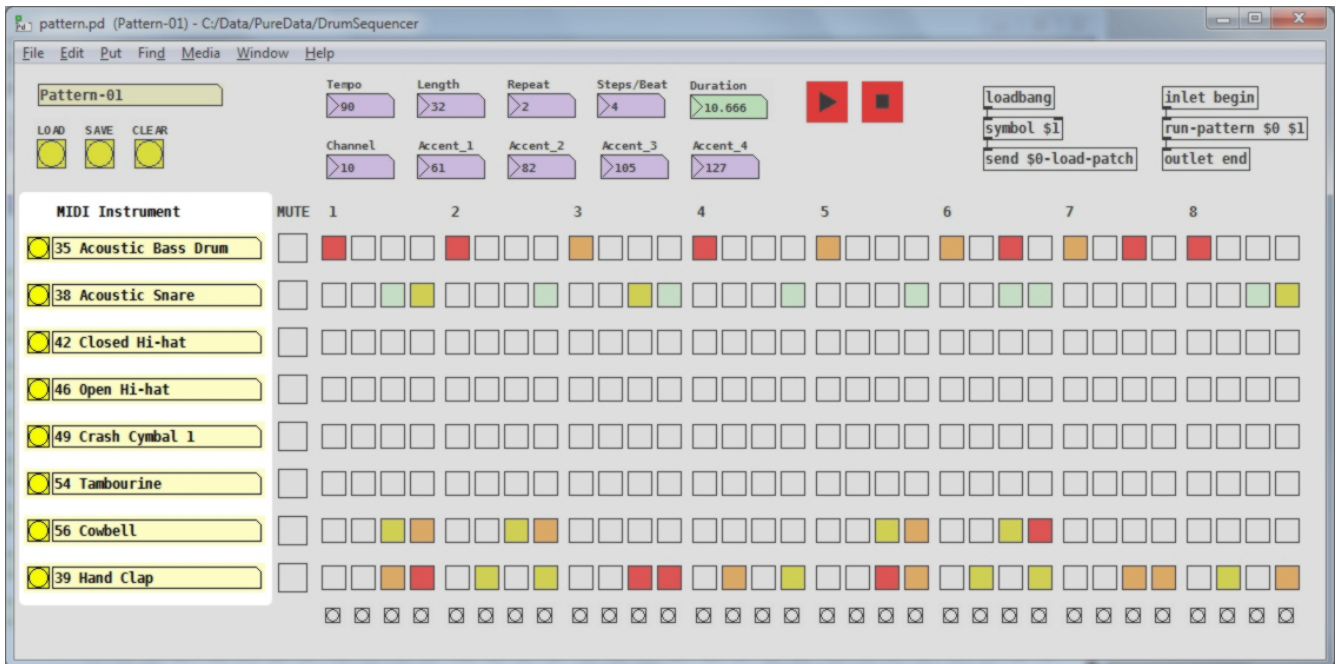 pattern.pd (Pattern-01) - C:/Data/PureData/DrumSequencer
File Edit Put Find Media Window Help
Pattern-01
LOAD SAVE CLEAR
Tempo Length Repeat Steps/Beat Duration
90 32 2 4 10.666
Channel Accent_1 Accent_2 Accent_3 Accent_4
10 61 82 105 127
loadbang
symbol $1
send $0-load-patch
inlet begin
run-pattern $0 $1
outlet end
MIDI Instrument MUTE 1 2 3 4 5 6 7 8
35 Acoustic Bass Drum
38 Acoustic Snare
42 Closed Hi-hat
46 Open Hi-hat
49 Crash Cymbal 1
54 Tambourine
56 Cowbell
39 Hand Clap